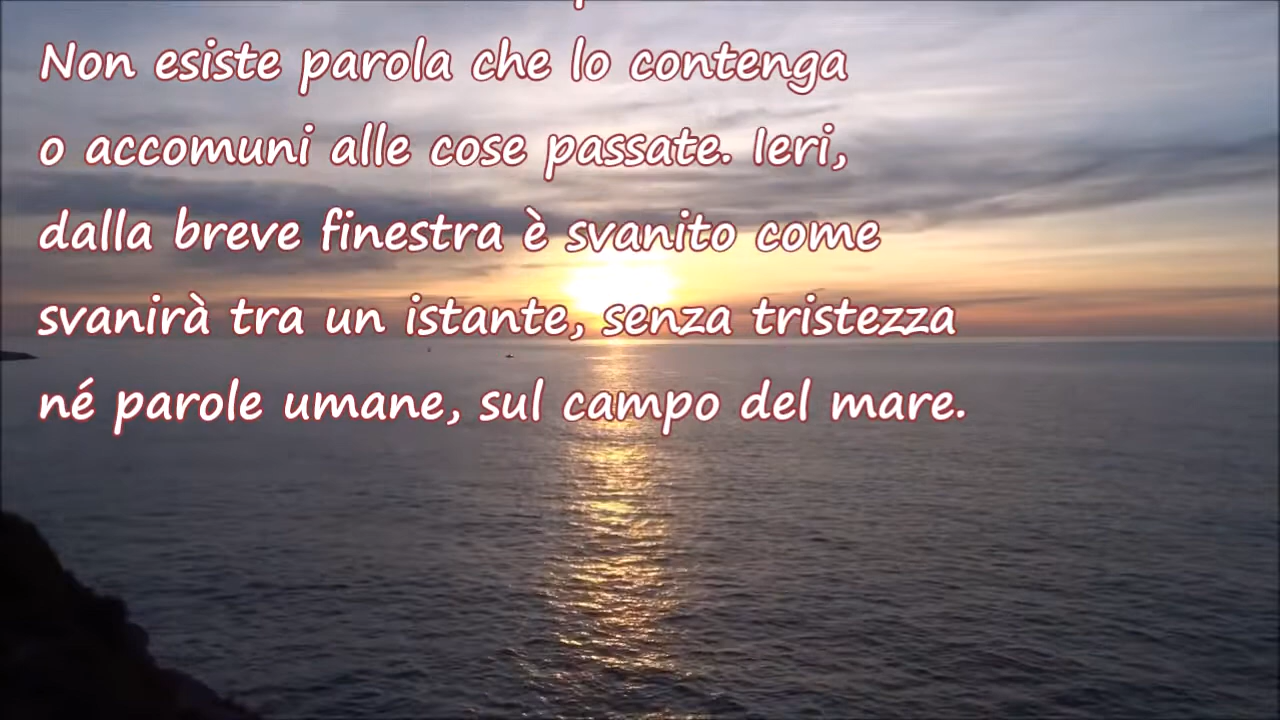 Non esiste parola che lo contenga
o accomuni alle cose passate. Ieri,
dalla breve finestra è svanito come
svanirà tra un istante, senza tristezza
né parole umane, sul campo del mare.